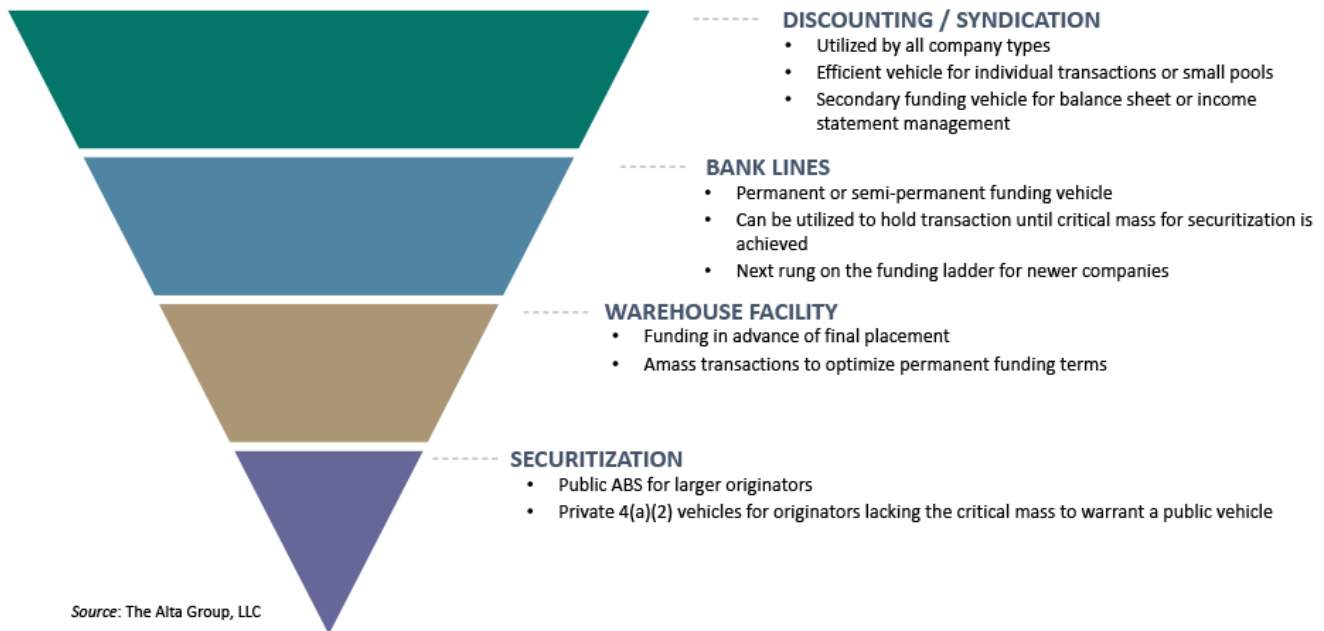 DISCOUNTING / SYNDICATION
• Utilized by all company types
• Efficient vehicle for individual transactions or small pools
• Secondary funding vehicle for balance sheet or income
statement management
BANK LINES
• Permanent or semi-permanent funding vehicle
• Can be utilized to hold transaction until critical mass for securitization is
achieved
• Next rung on the funding ladder for newer companies
WAREHOUSE FACILITY
• Funding in advance of final placement
• Amass transactions to optimize permanent funding terms
SECURITIZATION
• Public ABS for larger originators
• Private 4(a)(2) vehicles for originators lacking the critical mass to warrant a public vehicle
Source: The Alta Group, LLC